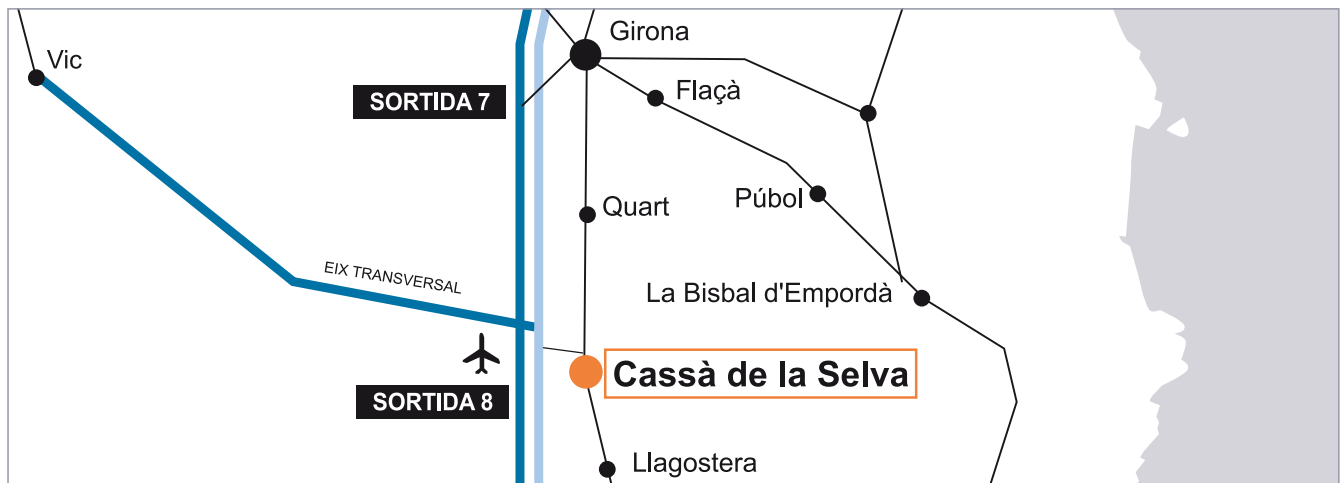 Girona
Vic
Flaçà
SORTIDA 7
Púbol
Quart
EIX TRANSVERSAL
La Bisbal d'Empordà
Cassà de la Selva
SORTIDA 8
Llagostera